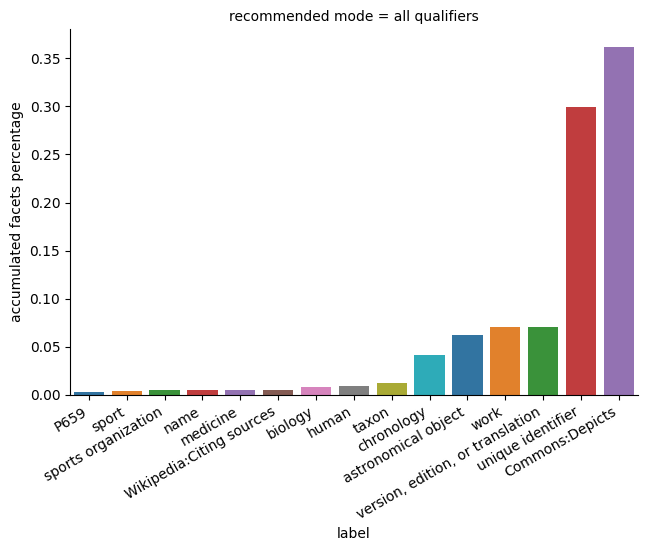 recommended mode = all qualifiers
accumulated facets percentage
0.35
0.30
0.25
0.20
0.15
0.10
0.05
0.00
P659
sport
sports organization
name
medicine
Wikipedia:Citing sources
biology
human
taxon
chronology
astronomical object
work
version, edition, or translation
unique identifier
Commons:Depicts
label